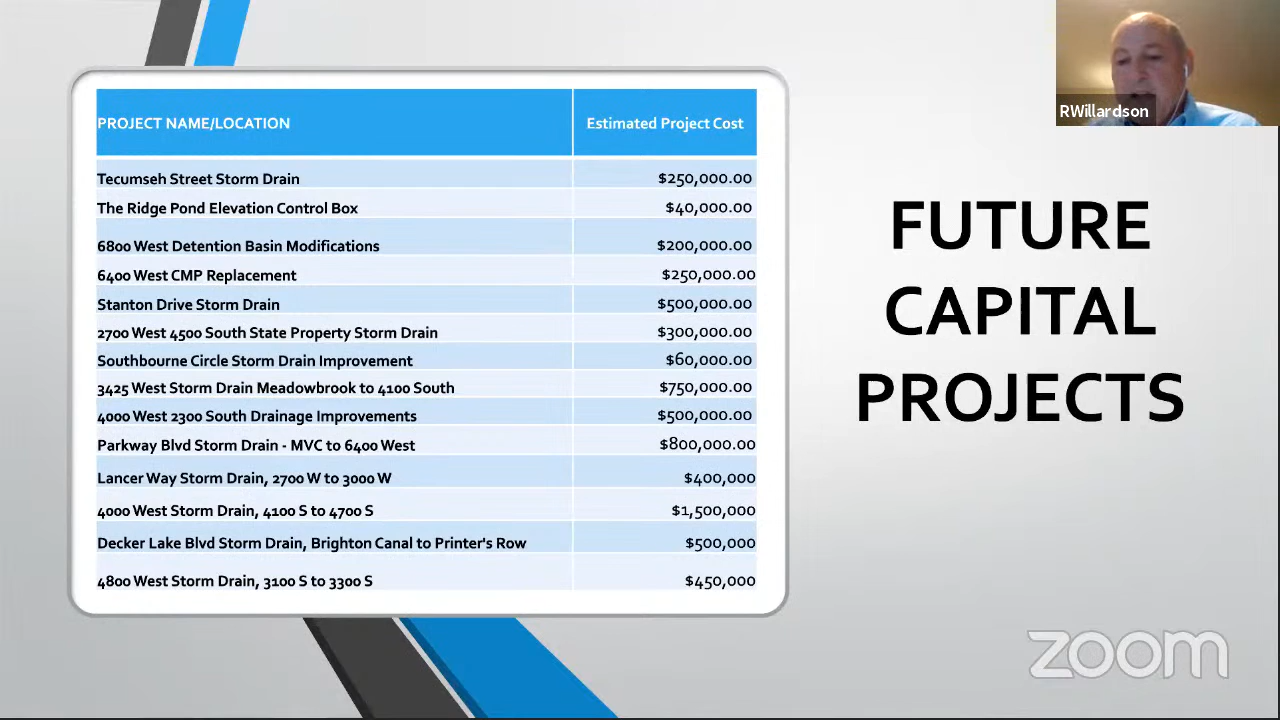 PROJECT NAME/LOCATION Estimated Project Cost
Tecumseh Street Storm Drain $250,000.00
The Ridge Pond Elevation Control Box $40,000.00
6800 West Detention Basin Modifications $200,000.00
6400 West CMP Replacement $250,000.00
Stanton Drive Storm Drain $500,000.00
2700 West 4500 South State Property Storm Drain $300,000.00
Southbourne Circle Storm Drain Improvement $60,000.00
3425 West Storm Drain Meadowbrook to 4100 South $750,000.00
4000 West 2300 South Drainage Improvements $500,000.00
Parkway Blvd Storm Drain - MVC to 6400 West $800,000.00
Lancer Way Storm Drain, 2700 W to 3000 W $400,000
4000 West Storm Drain, 4100 S to 4700 S $1,500,000
Decker Lake Blvd Storm Drain, Brighton Canal to Printer's Row $500,000
4800 West Storm Drain, 3100 S to 3300 S $450,000
RWillardson
FUTURE
CAPITAL
PROJECTS
zoom